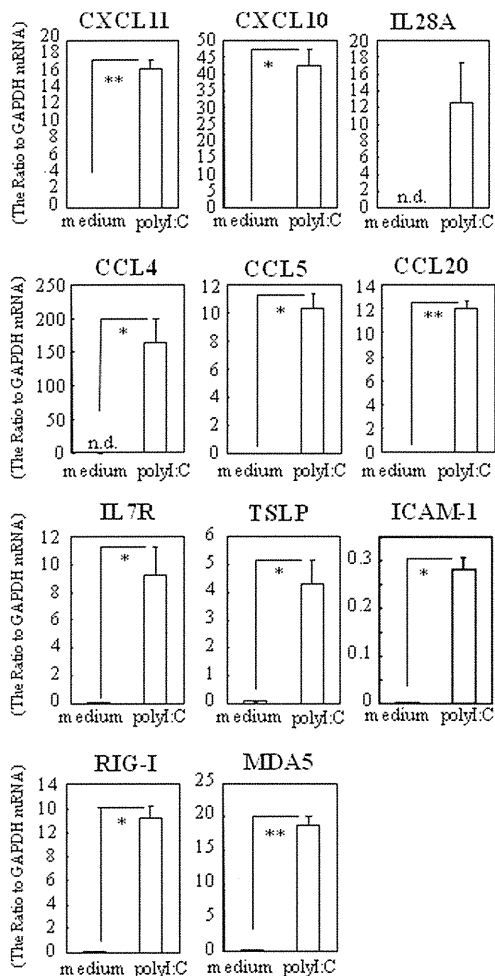 CXCL11 CXCL10 IL28A
(The Ratio to GAPDH mRNA)
20 18 16 14 12 10 8 6 4 2 0
**
50 45 40 35 30 25 20 15 10 5 0
*
20 18 16 14 12 10 8 6 4 2 0
n.d.
medium polyI:C medium polyI:C medium polyI:C
CCL4 CCL5 CCL20
(The Ratio to GAPDH mRNA)
250 200 150 100 50 0
*
n.d.
12 10 8 6 4 2 0
*
14 12 10 8 6 4 2 0
**
medium polyI:C medium polyI:C medium polyI:C
IL7R TSLP ICAM-1
(The Ratio to GAPDH mRNA)
12 10 8 6 4 2 0
*
6 5 4 3 2 1 0
*
0.3 0.2 0.1 0
*
medium polyI:C medium polyI:C medium polyI:C
RIG-I MDA5
(The Ratio to GAPDH mRNA)
14 12 10 8 6 4 2 0
*
25 20 15 10 5 0
**
medium polyI:C medium polyI:C